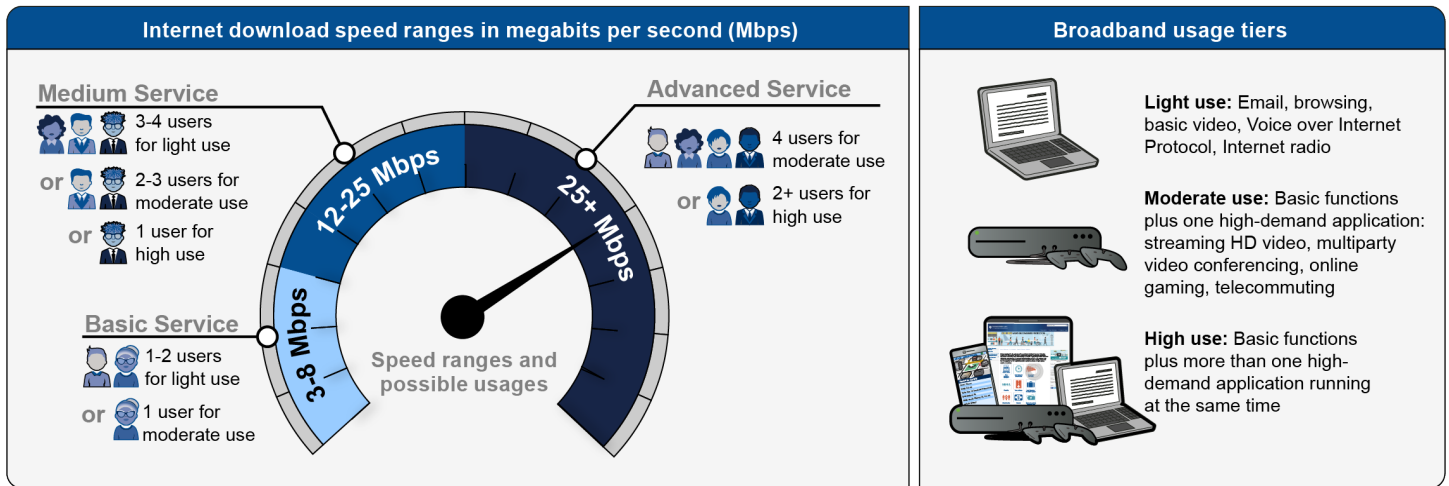 Internet download speed ranges in megabits per second (Mbps)
Medium Service
3-4 users
for light use
or
2-3 users for
moderate use
or
1 user for
high use
Basic Service
1-2 users
for light use
or
1 user for
moderate use
3-8 Mbps
12-25 Mbps
25+ Mbps
Speed ranges and
possible usages
Advanced Service
4 users for
moderate use
or
2+ users for
high use
Broadband usage tiers
Light use: Email, browsing,
basic video, Voice over Internet
Protocol, Internet radio
Moderate use: Basic functions
plus one high-demand application:
streaming HD video, multiparty
video conferencing, online
gaming, telecommuting
High use: Basic functions
plus more than one high-
demand application running
at the same time